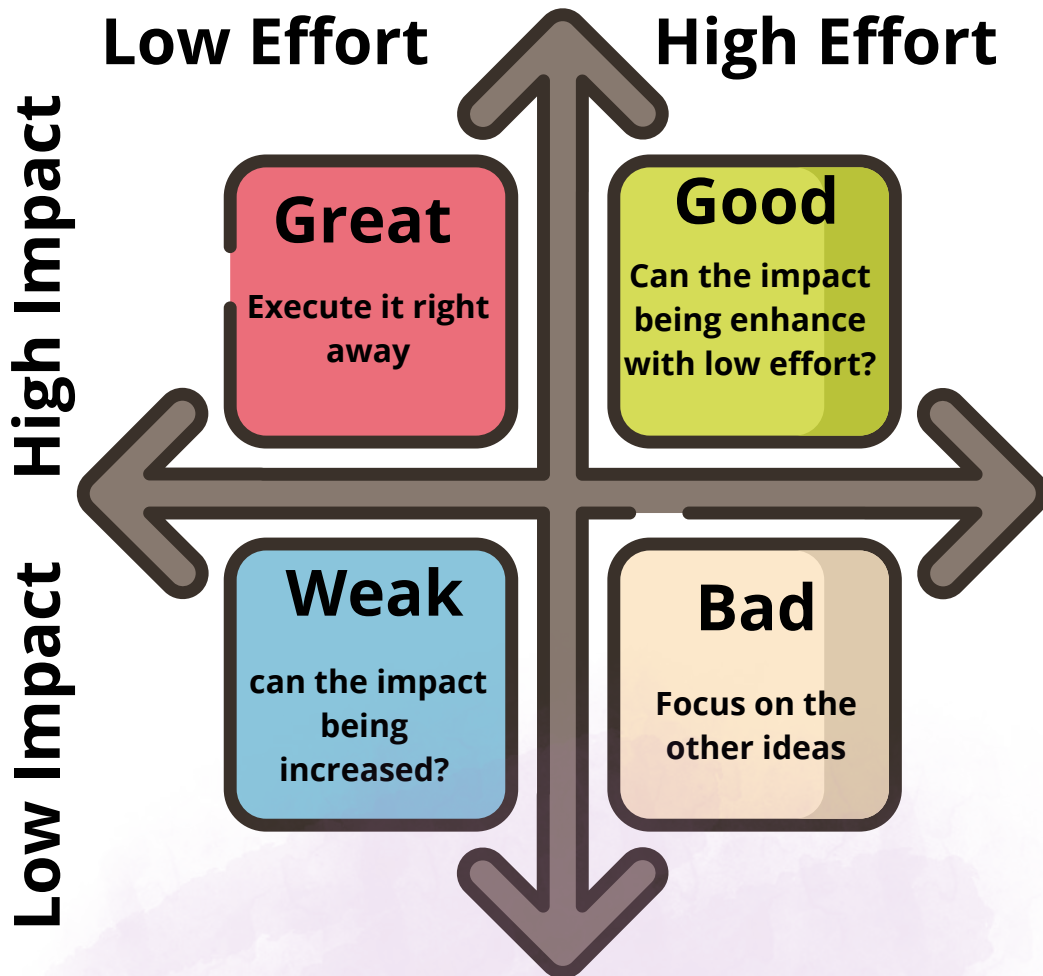 Low Effort
High Effort
High Impact
Great
Execute it right
away
Good
Can the impact
being enhance
with low effort?
Low Impact
Weak
can the impact
being
increased?
Bad
Focus on the
other ideas